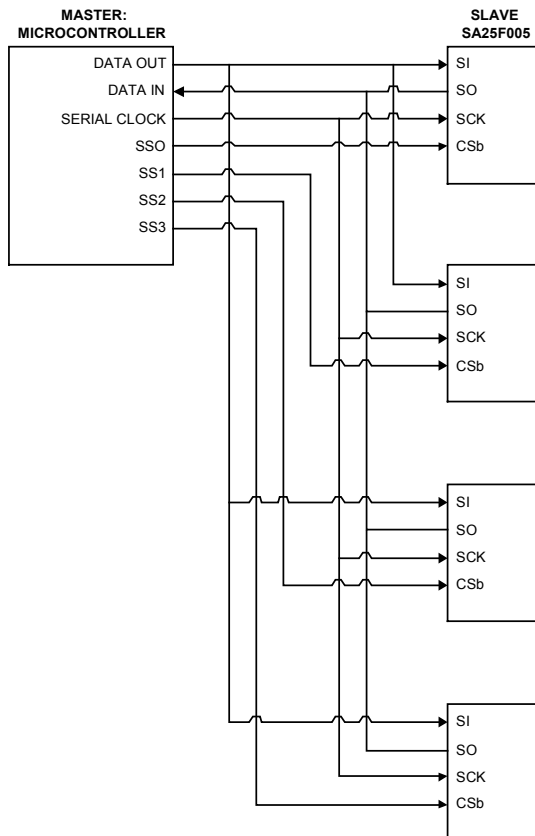 MASTER:
MICROCONTROLLER
DATA OUT
DATA IN
SERIAL CLOCK
SSO
SS1
SS2
SS3
SLAVE
SA25F005
SI
SO
SCK
CSb
SI
SO
SCK
CSb
SI
SO
SCK
CSb
SI
SO
SCK
CSb